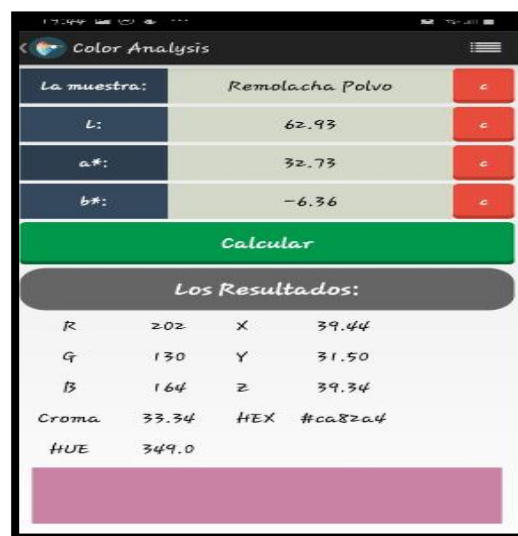 Color Analysis
La muestra: Remolacha Polvo c
L: 62.93 c
a*: 32.73 c
b*: -6.36 c
Calcular
Los Resultados:
R 202 X 39.44
G 130 Y 31.50
B 164 Z 39.34
Croma 33.34 HEX #ca82a4
HUE 349.0